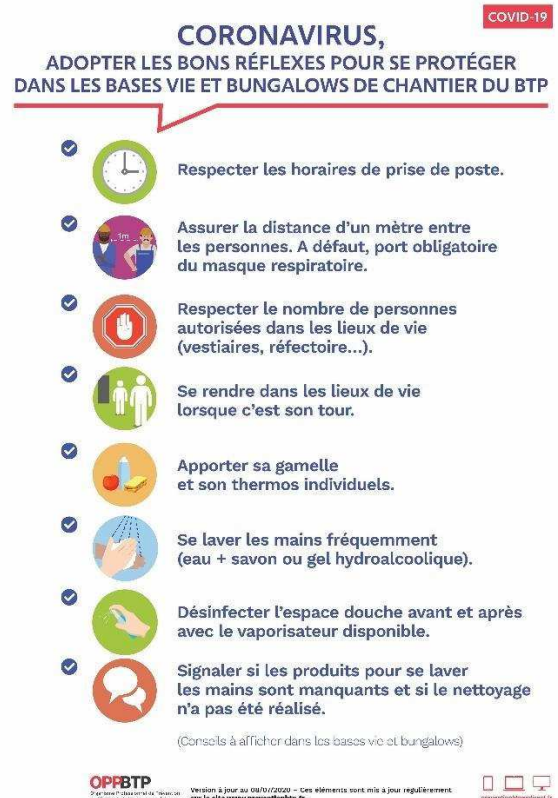 COVID-19
CORONAVIRUS,
ADOPTER LES BONS RÉFLEXES POUR SE PROTÉGER
DANS LES BASES VIE ET BUNGALOWS DE CHANTIER DU BTP
Respecter les horaires de prise de poste.
1m
Assurer la distance d'un mètre entre
les personnes. A défaut, port obligatoire
du masque respiratoire.
Respecter le nombre de personnes
autorisées dans les lieux de vie
(vestiaires, réfectoire...).
Se rendre dans les lieux de vie
lorsque c'est son tour.
Apporter sa gamelle
et son thermos individuels.
Se laver les mains fréquemment
(eau + savon ou gel hydroalcoolique).
Désinfecter l'espace douche avant et après
avec le vaporisateur disponible.
Signaler si les produits pour se laver
les mains sont manquants et si le nettoyage
n'a pas été réalisé.
(Conseils à afficher dans les bases vie et bungalows)
OPPBTP
Version à jour au 08/07/2020 – Ces éléments sont mis à jour régulièrement